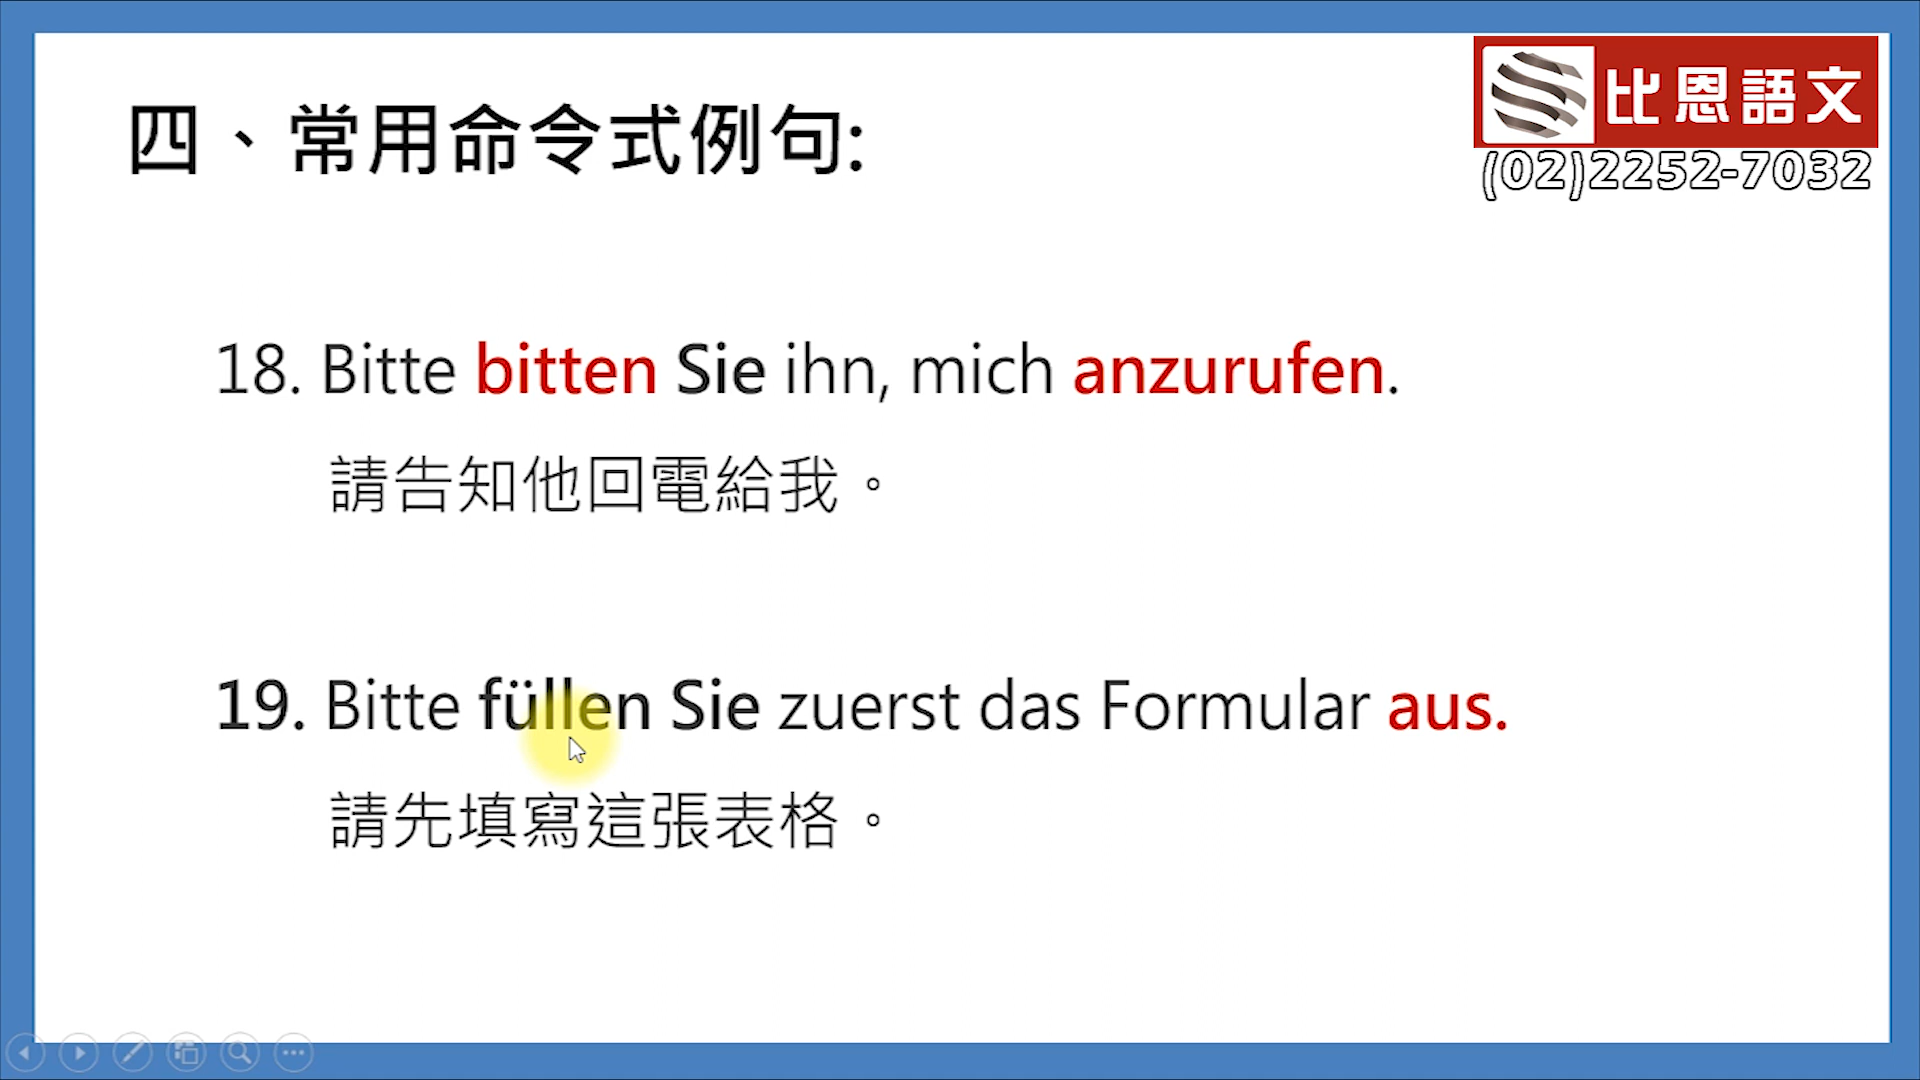 比恩語文
(02)2252-7032
四、常用命令式例句:
18. Bitte bitten Sie ihn, mich anzurufen.
請告知他回電給我。
19. Bitte füllen Sie zuerst das Formular aus.
請先填寫這張表格。